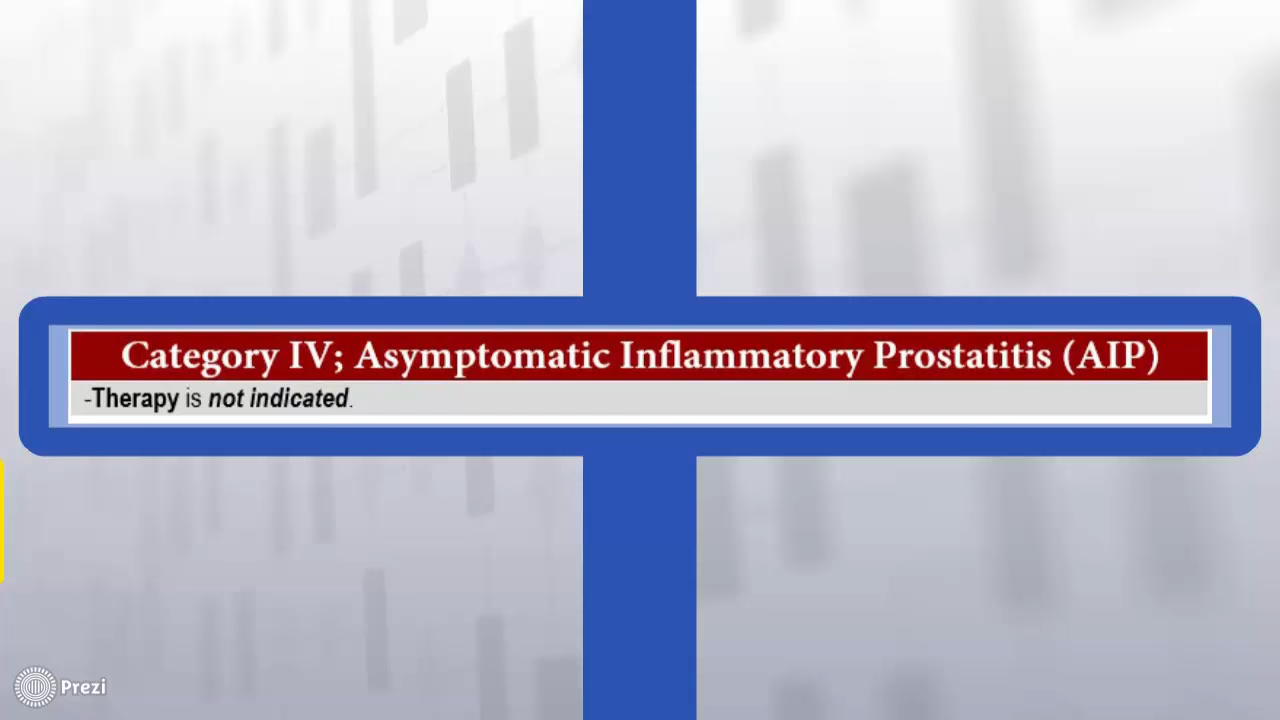 Category IV; Asymptomatic Inflammatory Prostatitis (AIP)
-Therapy is not indicated.
Prezi